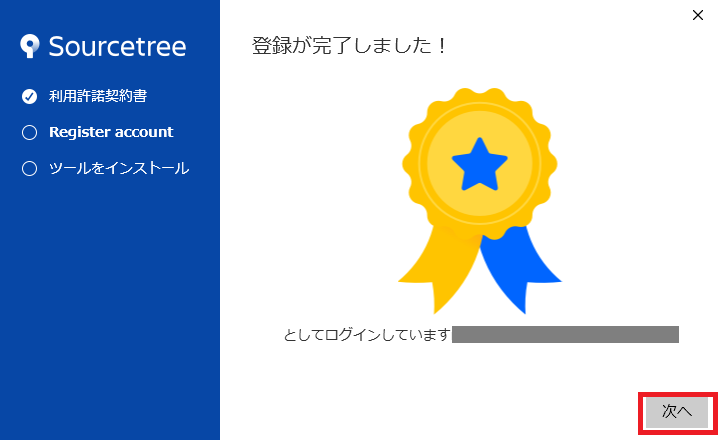 Sourcetree
利用許諾契約書
Register account
ツールをインストール
登録が完了しました！
としてログインしています
次へ